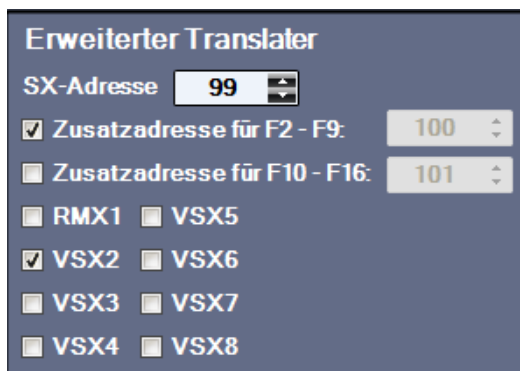 Erweiterter Translater
SX-Adresse 99
Zusatzadresse für F2 - F9: 100
Zusatzadresse für F10 - F16: 101
RMX1 VSX5
VSX2 VSX6
VSX3 VSX7
VSX4 VSX8